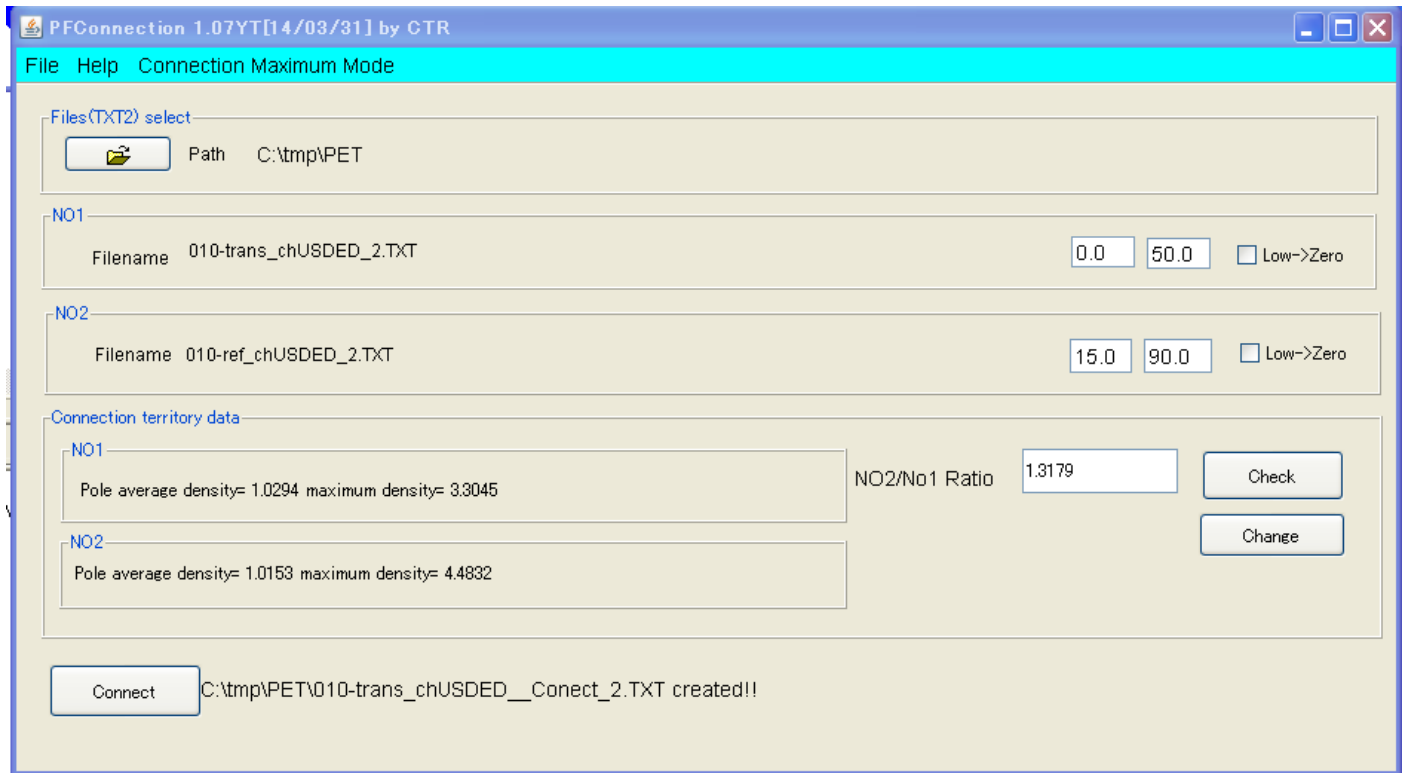 PFConnection 1.07YT[14/03/31] by CTR
File Help Connection Maximum Mode
Files(TXT2) select
Path C:\tmp\PET
NO1
Filename 010-trans_chUSDED_2.TXT 0.0 50.0 Low->Zero
NO2
Filename 010-ref_chUSDED_2.TXT 15.0 90.0 Low->Zero
Connection territory data
NO1
Pole average density= 1.0294 maximum density= 3.3045
NO2/No1 Ratio 1.3179 Check
Change
NO2
Pole average density= 1.0153 maximum density= 4.4832
Connect C:\tmp\PET\010-trans_chUSDED__Conect_2.TXT created!!